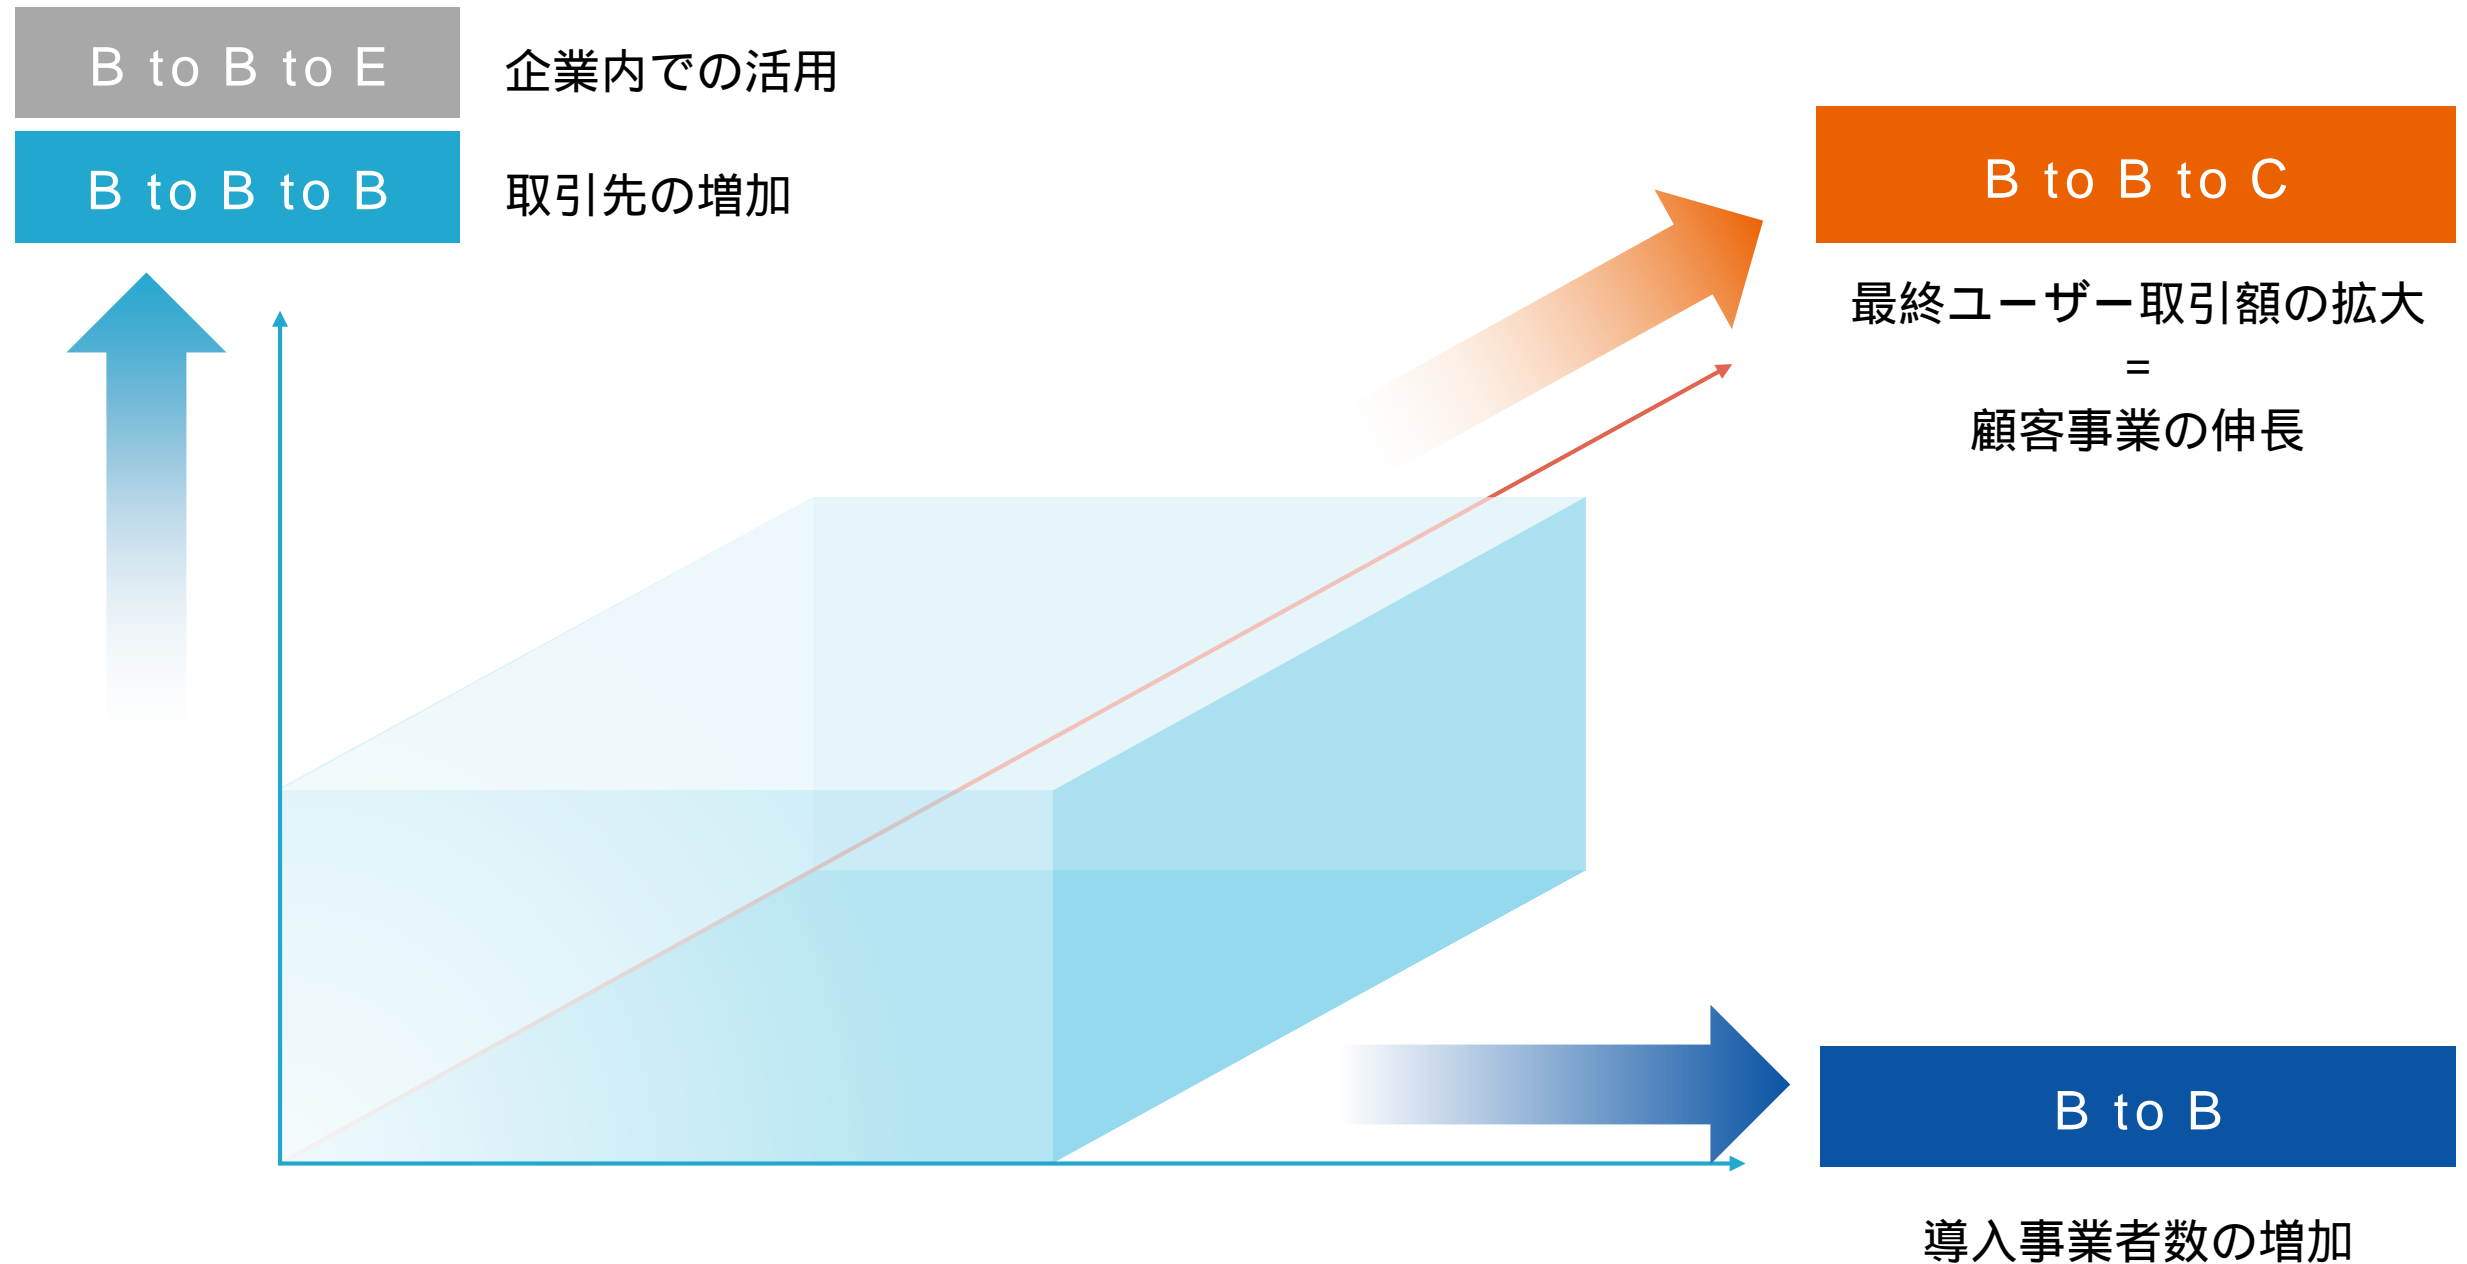 B to B to E
企業内での活用
B to B to B
取引先の増加
B to B to C
最終ユーザー取引額の拡大
=
顧客事業の伸長
B to B
導入事業者数の増加